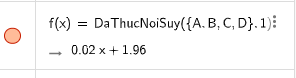 f(x) = DaThucNoiSuy({A, B, C, D}, 1)
→ 0.02 x + 1.96